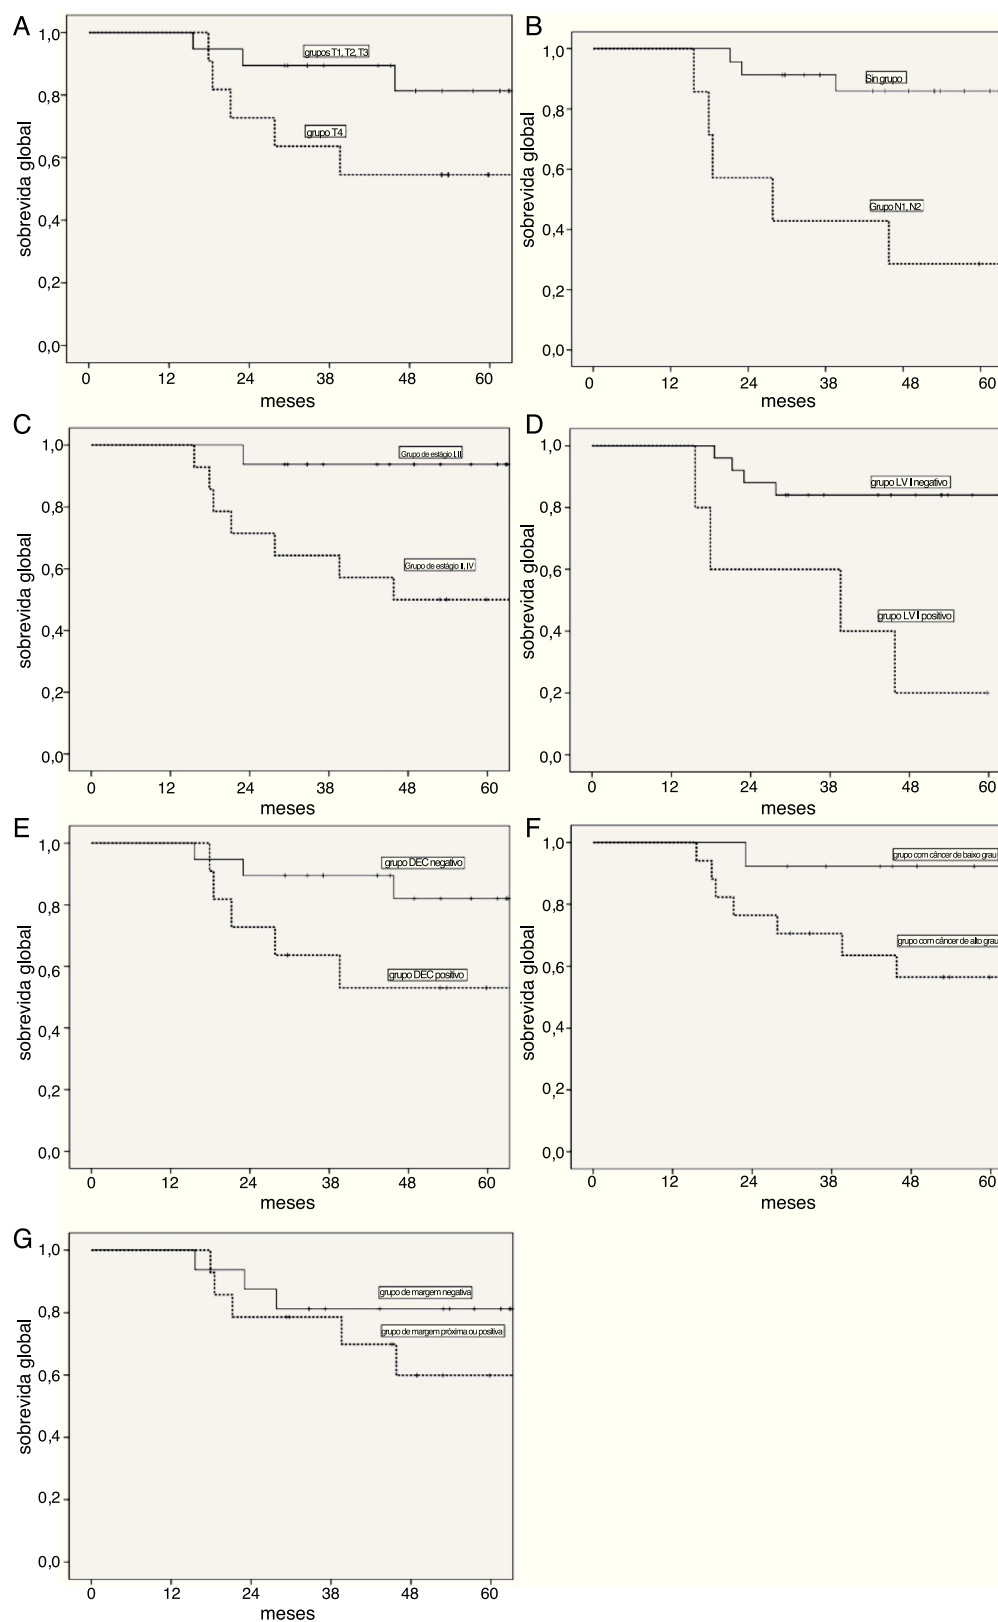 A
sobrevida global
1,0
0,8
0,6
0,4
0,2
0,0
grupos T1, T2, T3
grupo T4
0 12 24 38 48 60
meses
B
sobrevida global
1,0
0,8
0,6
0,4
0,2
0,0
Sin grupo
Grupo N1, N2
0 12 24 38 48 60
meses
C
sobrevida global
1,0
0,8
0,6
0,4
0,2
0,0
Grupo de estágio I,II
Grupo de estágio II, IV
0 12 24 38 48 60
meses
D
sobrevida global
1,0
0,8
0,6
0,4
0,2
0,0
grupo LV I negativo
grupo LV I positivo
0 12 24 38 48 60
meses
E
sobrevida global
1,0
0,8
0,6
0,4
0,2
0,0
grupo DEC negativo
grupo DEC positivo
0 12 24 38 48 60
meses
F
sobrevida global
1,0
0,8
0,6
0,4
0,2
0,0
grupo com câncer de baixo grau
grupo com câncer de alto grau
0 12 24 38 48 60
meses
G
sobrevida global
1,0
0,8
0,6
0,4
0,2
0,0
grupo de margem negativa
grupo de margem próxima ou positiva
0 12 24 38 48 60
meses